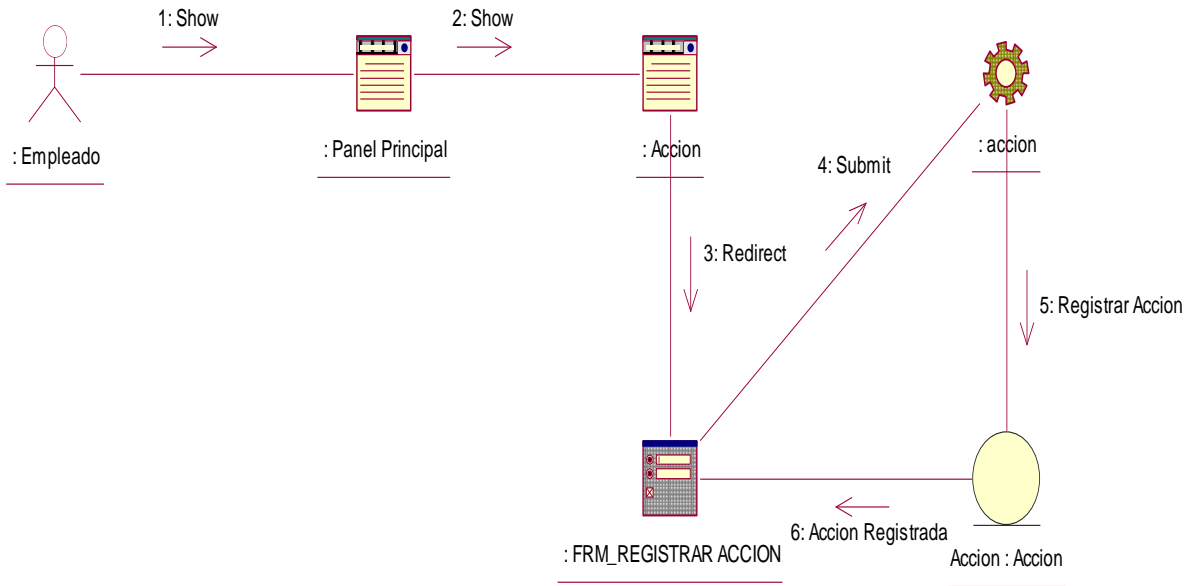 1: Show
2: Show
: Empleado
: Panel Principal
: Accion
: accion
4: Submit
3: Redirect
5: Registrar Accion
6: Accion Registrada
: FRM_REGISTRAR ACCION
Accion : Accion